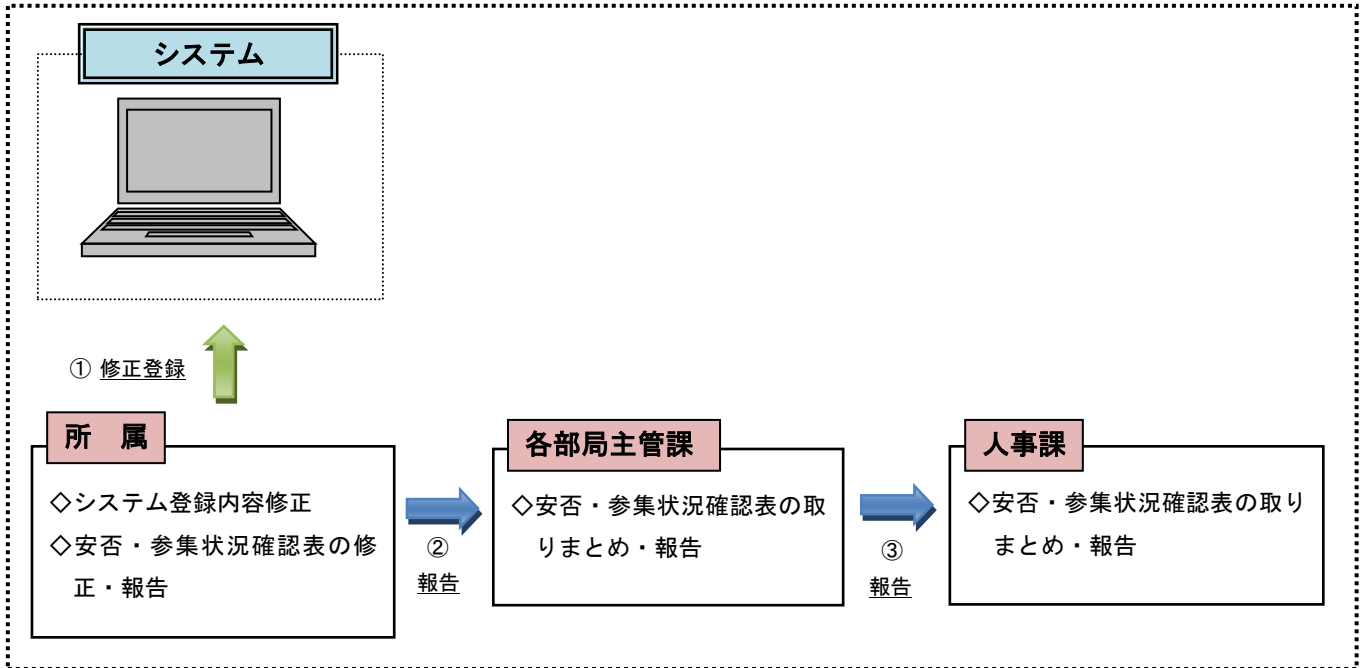 システム
① 修正登録
所　属
◇システム登録内容修正
◇安否・参集状況確認表の修
正・報告
②
報告
各部局主管課
◇安否・参集状況確認表の取
りまとめ・報告
③
報告
人事課
◇安否・参集状況確認表の取り
まとめ・報告